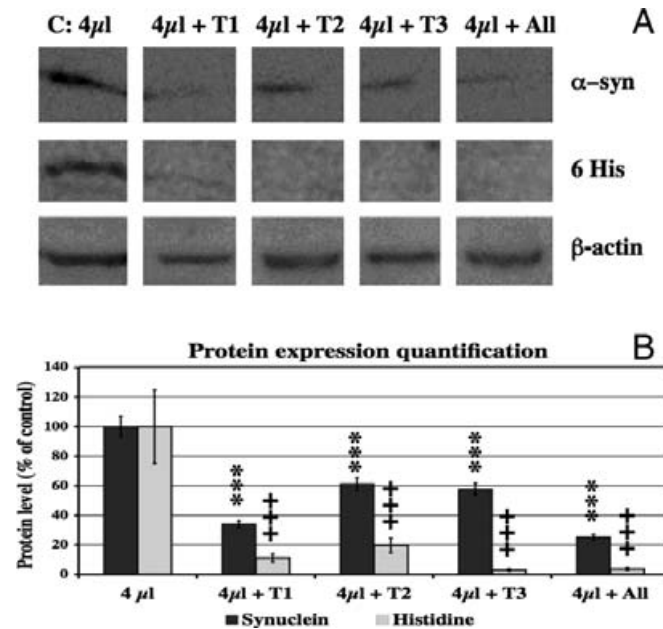 C: 4µl 4µl + T1 4µl + T2 4µl + T3 4µl + All A
α–syn
6 His
β-actin
Protein expression quantification B
Protein level (% of control)
140
120
100
80
60
40
20
0
*** +++ *** +++ *** +++ *** +++
4 µl 4µl + T1 4µl + T2 4µl + T3 4µl + All
Synuclein Histidine